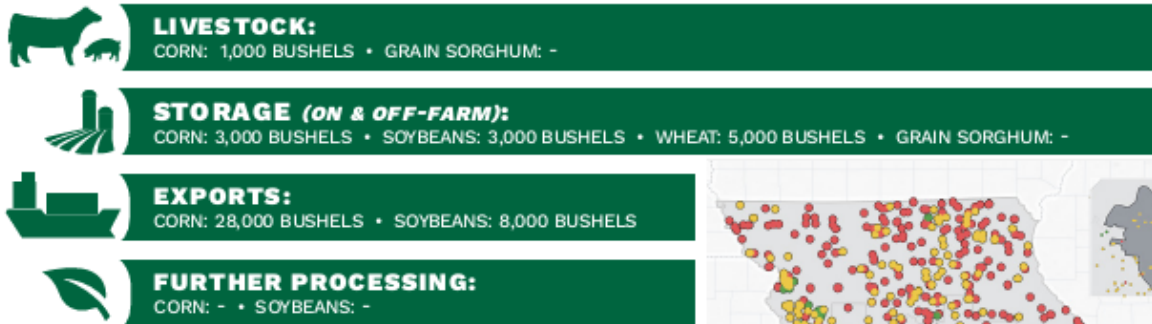 LIVESTOCK:
CORN: 1,000 BUSHELS • GRAIN SORGHUM: -
STORAGE (ON & OFF-FARM):
CORN: 3,000 BUSHELS • SOYBEANS: 3,000 BUSHELS • WHEAT: 5,000 BUSHELS • GRAIN SORGHUM: -
EXPORTS:
CORN: 28,000 BUSHELS • SOYBEANS: 8,000 BUSHELS
FURTHER PROCESSING:
CORN: - • SOYBEANS: -